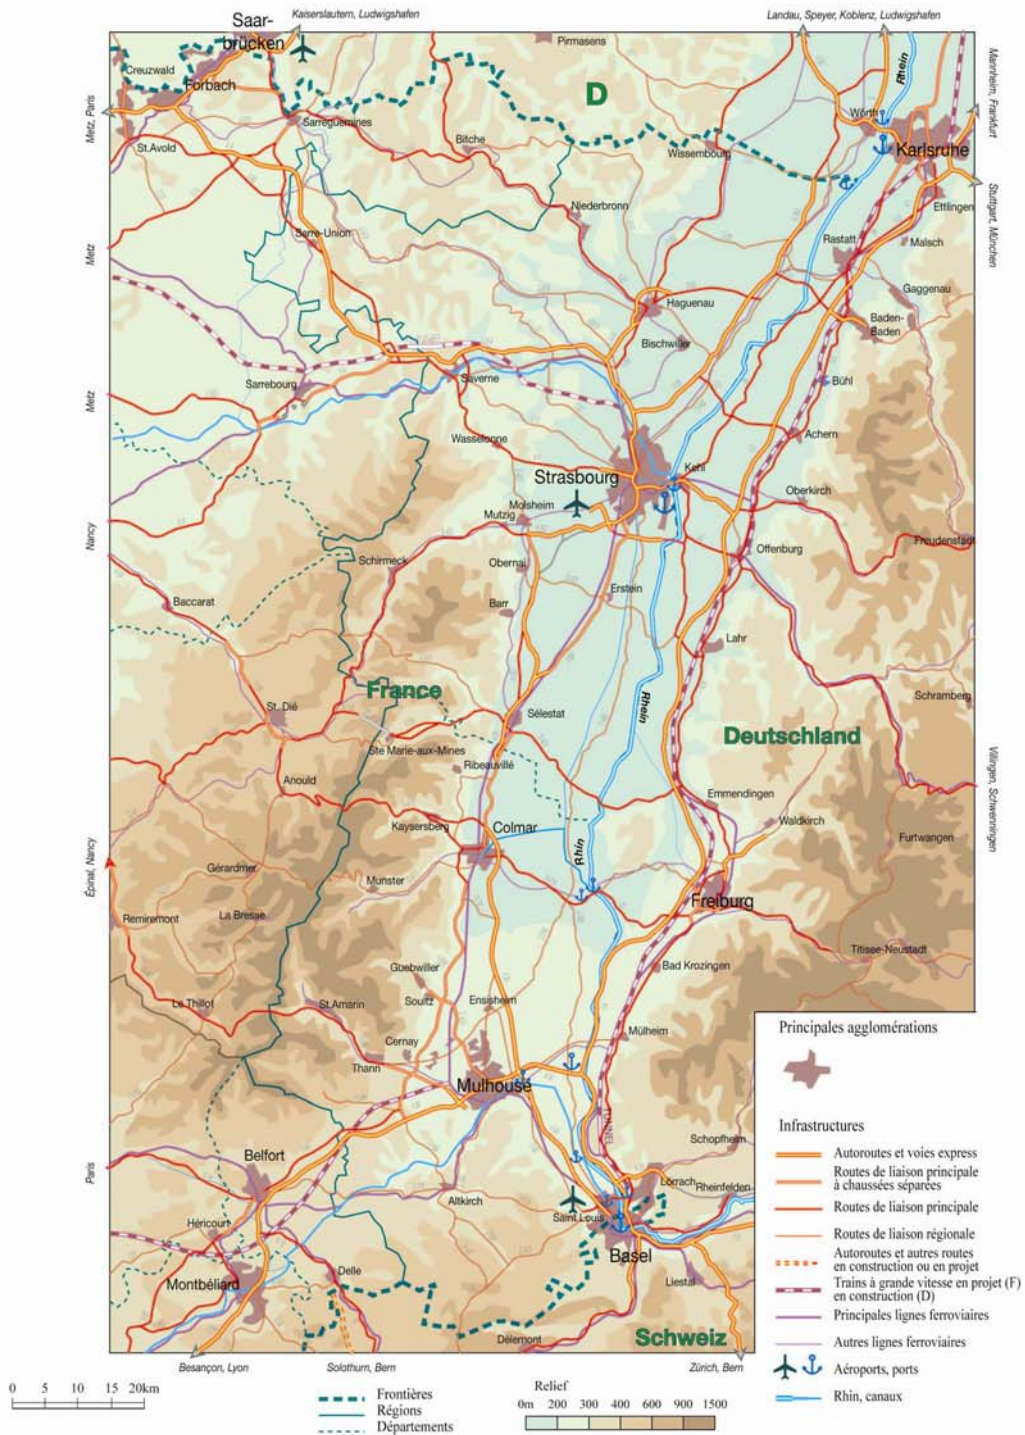 Kaiserslautern, Ludwigshafen
Landau, Speyer, Koblenz, Ludwigshafen
Saar-
brücken
Pirmasens
Creuzwald
Forbach
D
Rhein
Mannheim, Frankfurt
Metz, Paris
Sarreguemines
Wörth
St.Avold
Bitche
Wissembourg
Karlsruhe
Stuttgart, München
Niederbronn
Ettlingen
Metz
Sarre-Union
Rastatt
Malsch
Haguenau
Gaggenau
Baden-
Baden
Bischwiller
Metz
Sarrebourg
Saverne
Bühl
Wasselonne
Achern
Strasbourg
Kehl
Molsheim
Mutzig
Oberkirch
Nancy
Freudenstadt
Schirmeck
Obernai
Offenburg
Baccarat
Barr
Erstein
Lahr
France
Schramberg
St. Dié
Sélestat
Rhein
Deutschland
Ste Marie-aux-Mines
Ribeauvillé
Villingen, Schwenningen
Anould
Emmendingen
Kaysersberg
Colmar
Waldkirch
Furtwangen
Épinal, Nancy
Gérardmer
Rhin
Munster
Freiburg
Remiremont
La Bresse
Titisee-Neustadt
Guebwiller
Bad Krozingen
Le Thillot
St.Amarin
Soultz
Ensisheim
Mülheim
Cernay
Thann
Mulhouse
TUNNEL
Paris
Belfort
Schopfheim
Altkirch
Lörrach
Rheinfelden
Saint Louis
Héricourt
Basel
Montbéliard
Delle
Liestal
Délemont
Schweiz
Besançon, Lyon
Solothurn, Bern
Zürich, Bern
Principales agglomérations
Infrastructures
Autoroutes et voies express
Routes de liaison principale
à chaussées séparées
Routes de liaison principale
Routes de liaison régionale
Autoroutes et autres routes
en construction ou en projet
Trains à grande vitesse en projet (F)
en construction (D)
Principales lignes ferroviaires
Autres lignes ferroviaires
Aéroports, ports
Rhin, canaux
0 5 10 15 20km
Frontières
Régions
Départements
Relief
0m 200 300 400 600 900 1500